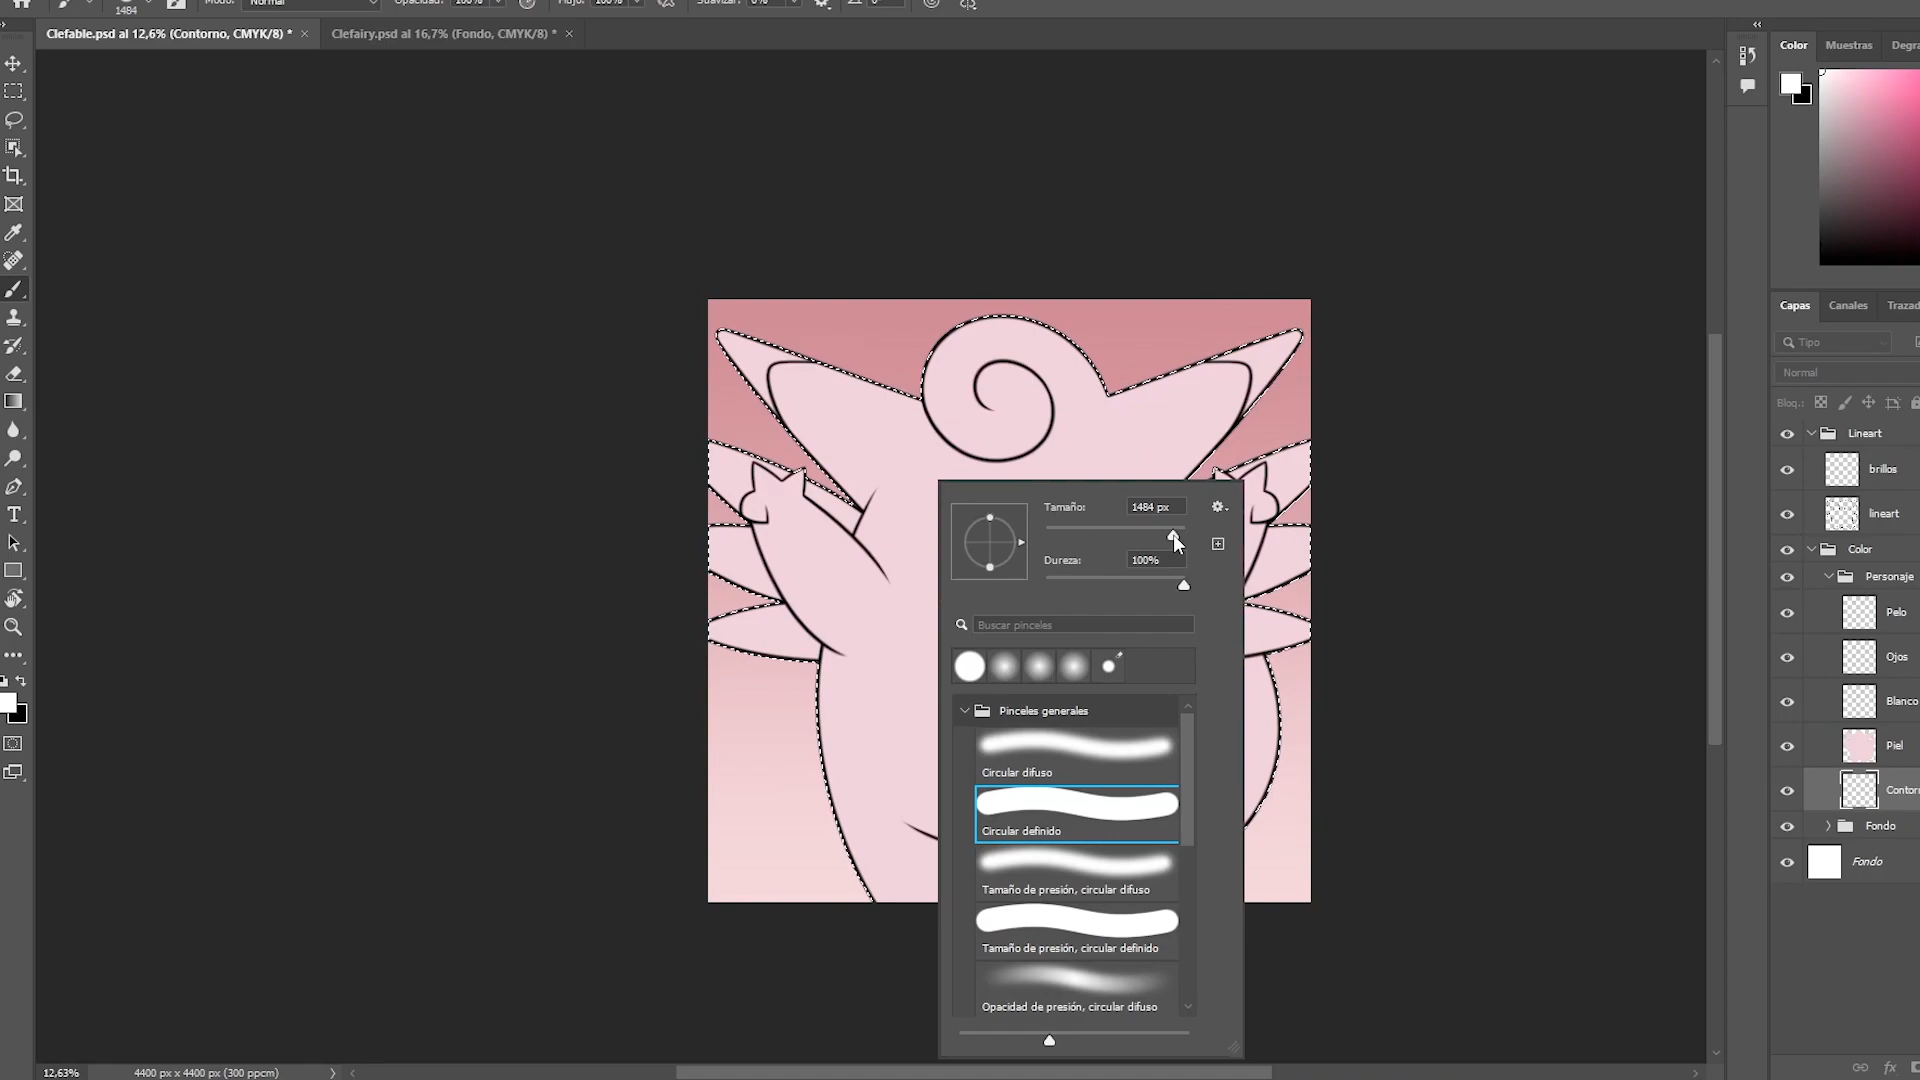 Modo: Normal Opacidad: 100% Flujo: 100% Suavizar: 0% 0°
1484
Clefable.psd al 12,6% (Contorno, CMYK/8) * ×
Clefairy.psd al 16,7% (Fondo, CMYK/8) * ×
Color Muestras Degra
Capas Canales Trazad
Tipo
Normal
Bloq.:
Lineart
brillos
lineart
Color
Personaje
Pelo
Ojos
Blanco
Piel
Contorn
Fondo
Fondo
Tamaño: 1484 px
Dureza: 100%
Buscar pinceles
Pinceles generales
Circular difuso
Circular definido
Tamaño de presión, circular difuso
Tamaño de presión, circular definido
Opacidad de presión, circular difuso
12,63% 4400 px x 4400 px (300 ppcm)